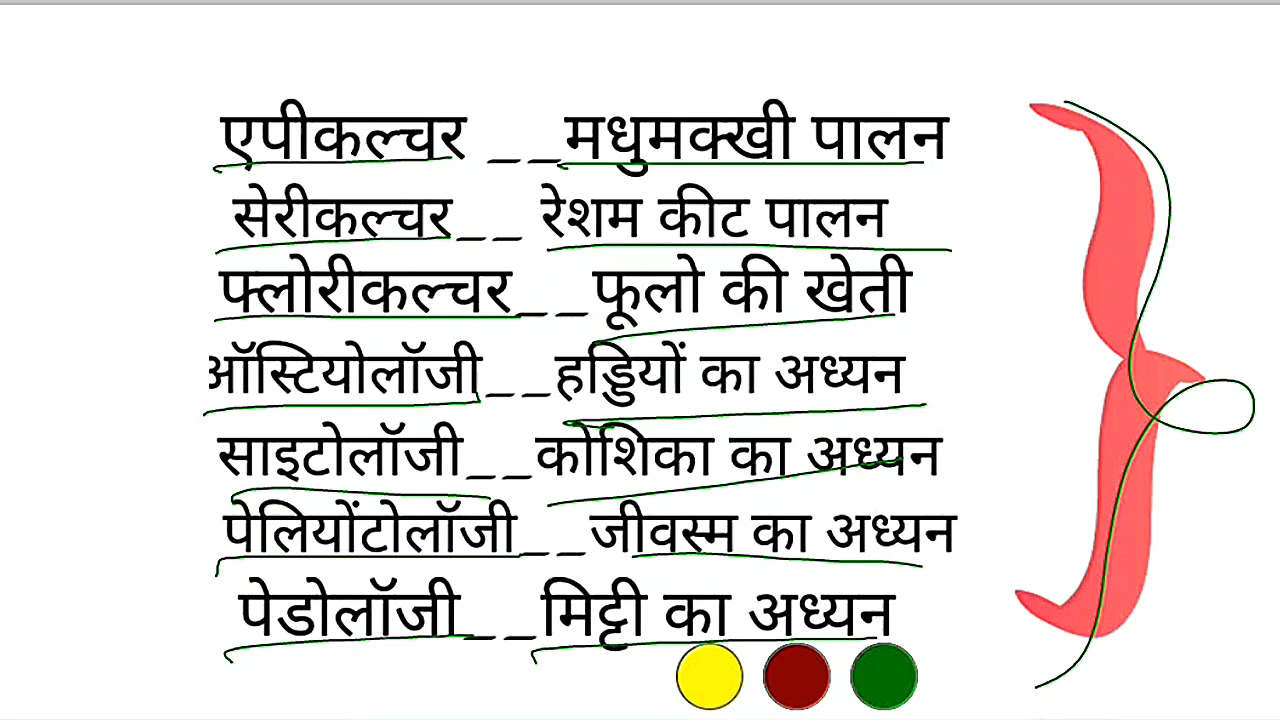 एपीकल्चर __मधुमक्खी पालन
सेरीकल्चर__ रेशम कीट पालन
फ्लोरीकल्चर__फूलो की खेती
ऑस्टियोलॉजी__हड्डियों का अध्यन
साइटोलॉजी__कोशिका का अध्यन
पेलियोंटोलॉजी__जीवस्म का अध्यन
पेडोलॉजी__मिट्टी का अध्यन